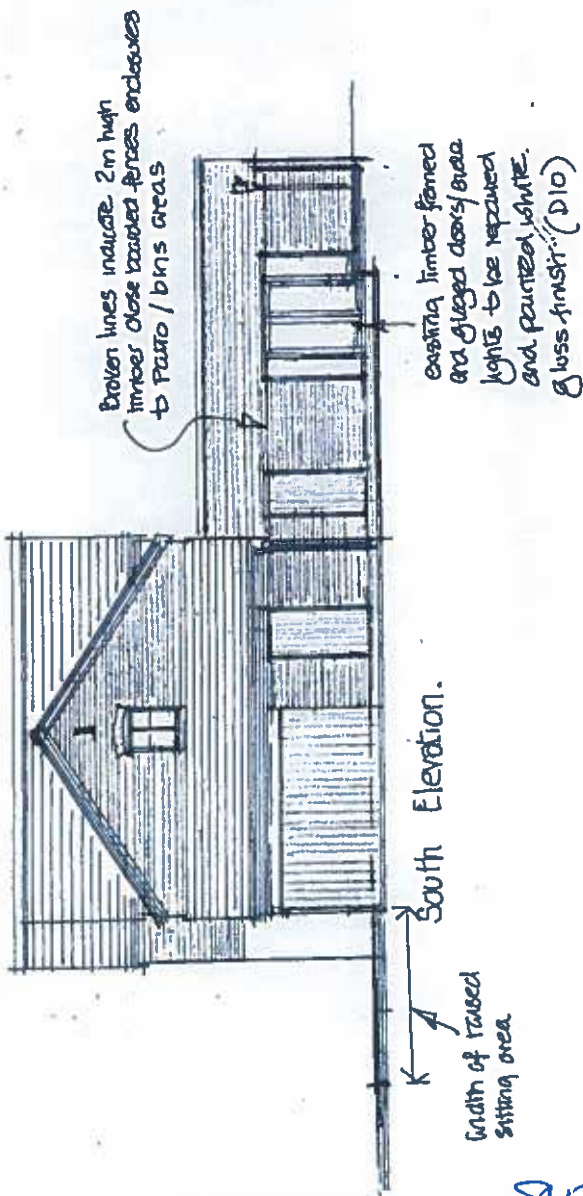 Broken lines indicate 2m high
timber close boarded fences enclosures
to Patio / bins areas
existing timber framed
and glazed doors/side
lights to be repaired
and painted white.
gloss finish (D10)
South Elevation.
width of raised
sitting area